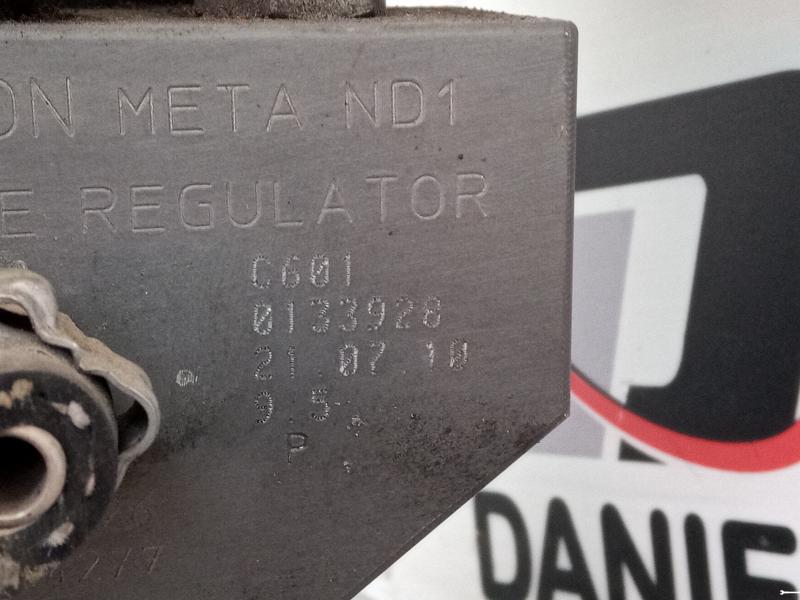 ON META ND1
E REGULATOR
C601
0133928
21.07.10
9.5
P
DANIE